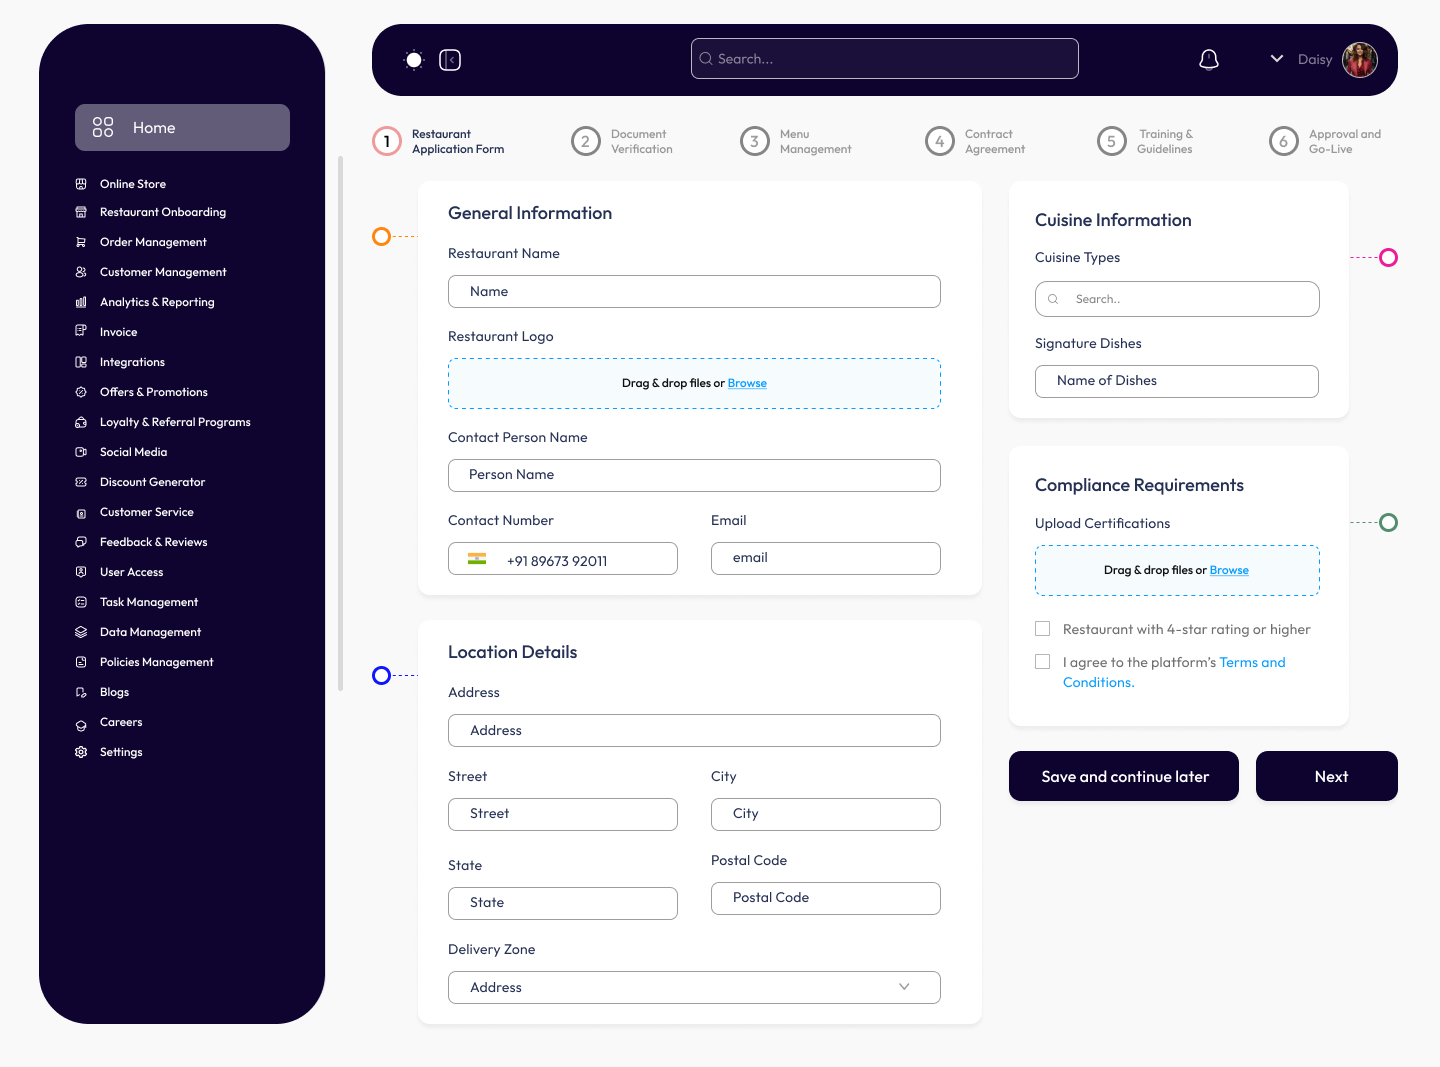 Home
Online Store
Restaurant Onboarding
Order Management
Customer Management
Analytics & Reporting
Invoice
Integrations
Offers & Promotions
Loyalty & Referral Programs
Social Media
Discount Generator
Customer Service
Feedback & Reviews
User Access
Task Management
Data Management
Policies Management
Blogs
Careers
Settings
Search...
Daisy
1
Restaurant
Application Form
2
Document
Verification
3
Menu
Management
4
Contract
Agreement
5
Training &
Guidelines
6
Approval and
Go-Live
General Information
Restaurant Name
Name
Restaurant Logo
Drag & drop files or Browse
Contact Person Name
Person Name
Contact Number
+91 89673 92011
Email
email
Location Details
Address
Address
Street
Street
City
City
State
State
Postal Code
Postal Code
Delivery Zone
Address
Cuisine Information
Cuisine Types
Search..
Signature Dishes
Name of Dishes
Compliance Requirements
Upload Certifications
Drag & drop files or Browse
Restaurant with 4-star rating or higher
I agree to the platform’s Terms and
Conditions.
Save and continue later
Next